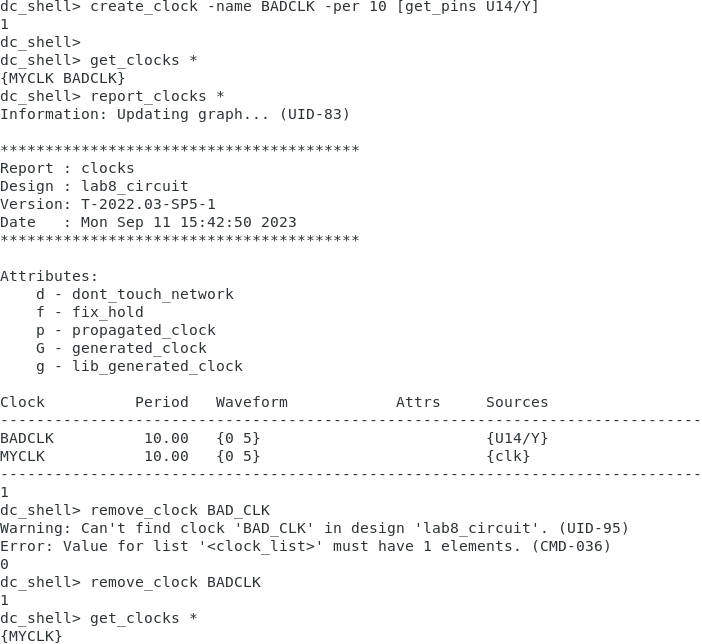 dc_shell> create_clock -name BADCLK -per 10 [get_pins U14/Y]
1
dc_shell>
dc_shell> get_clocks *
{MYCLK BADCLK}
dc_shell> report_clocks *
Information: Updating graph... (UID-83)

****************************************
Report : clocks
Design : lab8_circuit
Version: T-2022.03-SP5-1
Date   : Mon Sep 11 15:42:50 2023
****************************************

Attributes:
    d - dont_touch_network
    f - fix_hold
    p - propagated_clock
    G - generated_clock
    g - lib_generated_clock

Clock          Period   Waveform            Attrs     Sources
------------------------------------------------------------------------------
BADCLK          10.00   {0 5}                         {U14/Y}
MYCLK           10.00   {0 5}                         {clk}
------------------------------------------------------------------------------
1
dc_shell> remove_clock BAD_CLK
Warning: Can't find clock 'BAD_CLK' in design 'lab8_circuit'. (UID-95)
Error: Value for list '<clock_list>' must have 1 elements. (CMD-036)
0
dc_shell> remove_clock BADCLK
1
dc_shell> get_clocks *
{MYCLK}